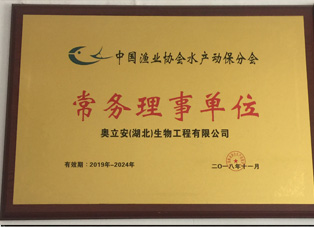 中国渔业协会水产动保分会
常务理事单位
奥立安(湖北)生物工程有限公司
有效期：2019年-2024年
二〇一八年十一月